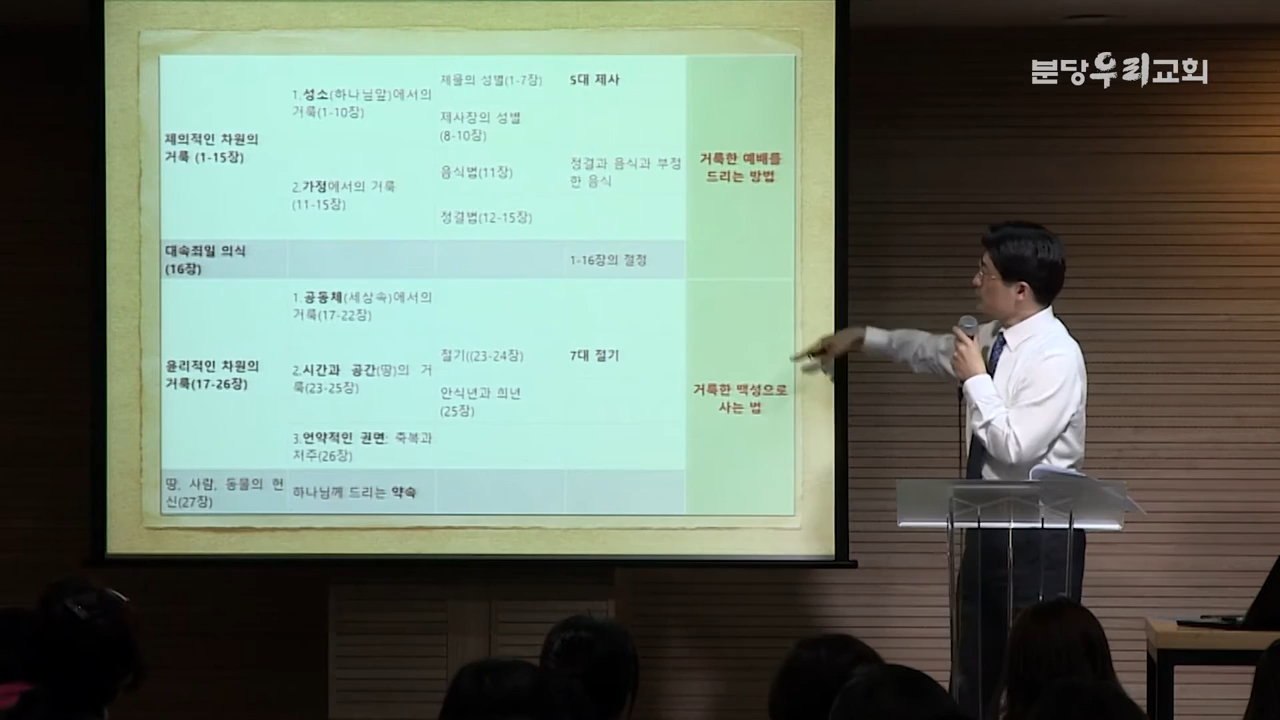 분당우리교회
제의적인 차원의
거룩 (1-15장)
1.성소(하나님앞)에서의
거룩(1-10장)
제물의 성별(1-7장)
5대 제사
제사장의 성별
(8-10장)
2.가정에서의 거룩
(11-15장)
음식법(11장)
정결과 음식과 부정
한 음식
정결법(12-15장)
거룩한 예배를
드리는 방법
대속죄일 의식
(16장)
1-16장의 절정
윤리적인 차원의
거룩(17-26장)
1.공동체(세상속)에서의
거룩(17-22장)
2.시간과 공간(땅)의 거
룩(23-25장)
절기((23-24장)
7대 절기
안식년과 희년
(25장)
3.언약적인 권면: 축복과
저주(26장)
거룩한 백성으로
사는 법
땅, 사람, 동물의 헌
신(27장)
하나님께 드리는 약속